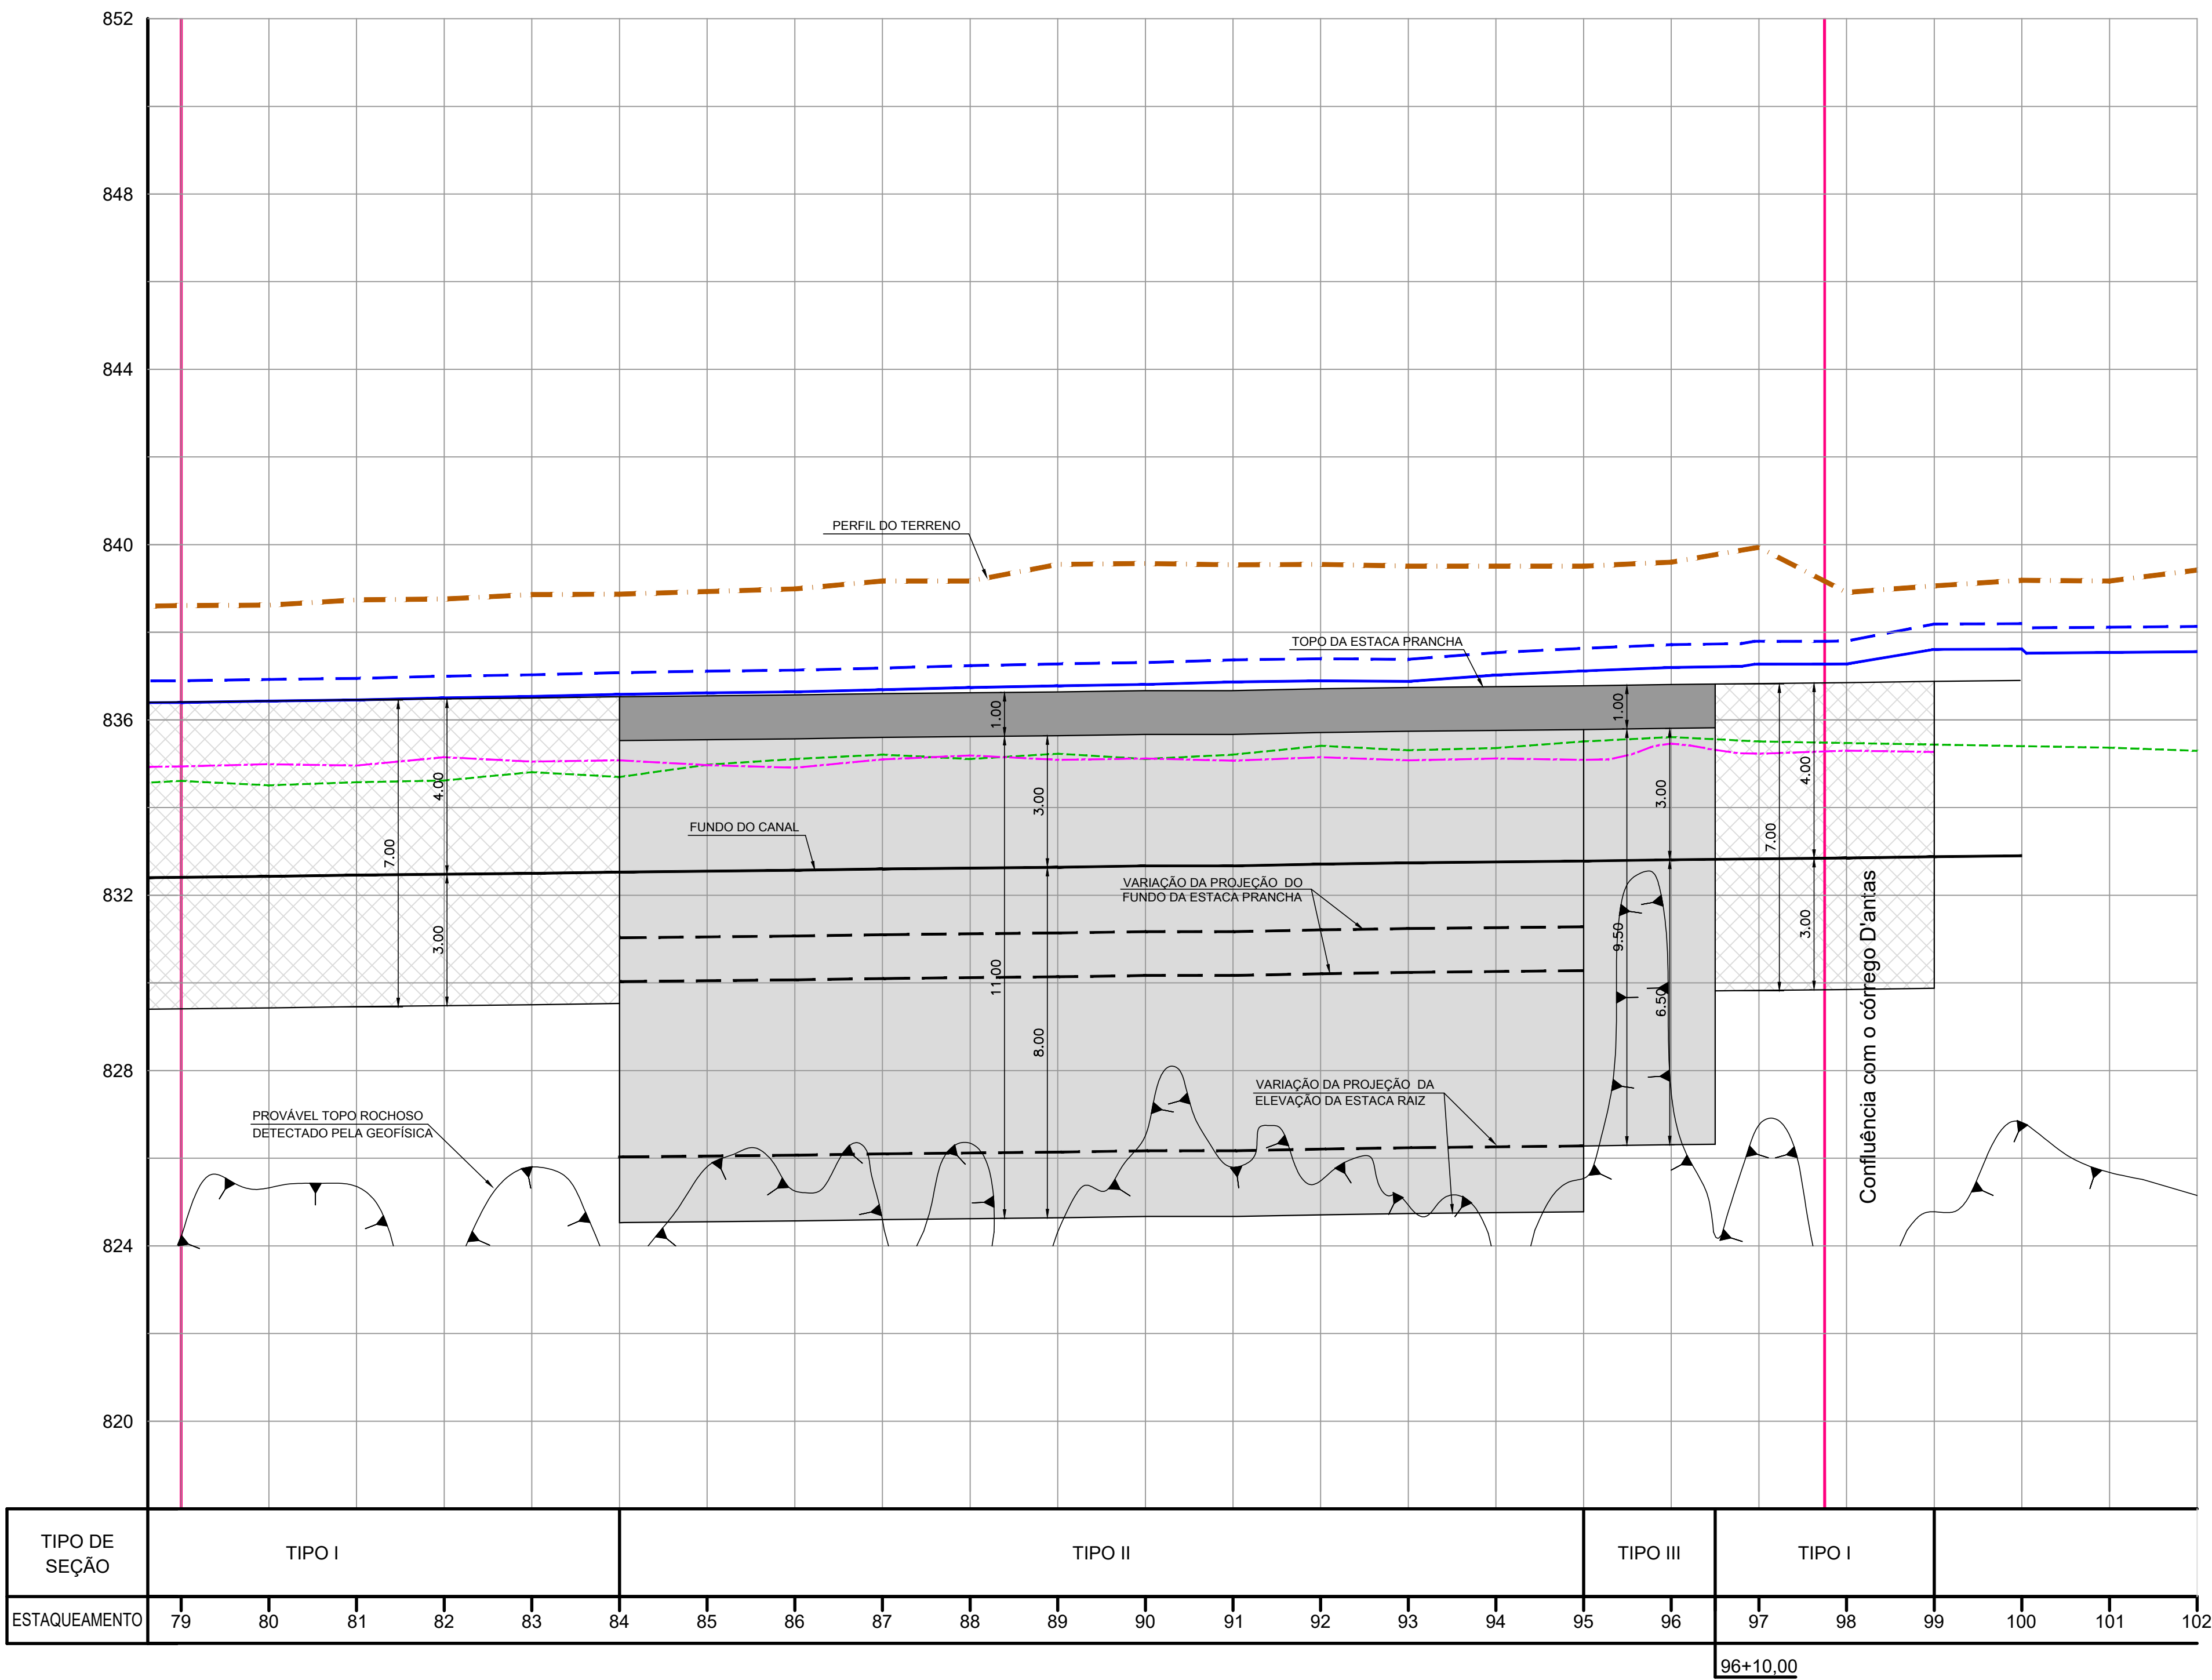 852
848
844
840
PERFIL DO TERRENO
TOPO DA ESTACA PRANCHA
836
1.00
1.00
4.00
7.00
3.00
3.00
3.00
4.00
7.00
FUNDO DO CANAL
832
VARIAÇÃO DA PROJEÇÃO DO
FUNDO DA ESTACA PRANCHA
3.00
11.00
8.00
9.50
6.50
3.00
Confluência com o córrego D'antas
828
VARIAÇÃO DA PROJEÇÃO DA
ELEVAÇÃO DA ESTACA RAIZ
PROVÁVEL TOPO ROCHOSO
DETECTADO PELA GEOFÍSICA
824
820
TIPO DE
SEÇÃO
TIPO I
TIPO II
TIPO III
TIPO I
ESTAQUEAMENTO
79 80 81 82 83 84 85 86 87 88 89 90 91 92 93 94 95 96 97 98 99 100 101 102
96+10,00